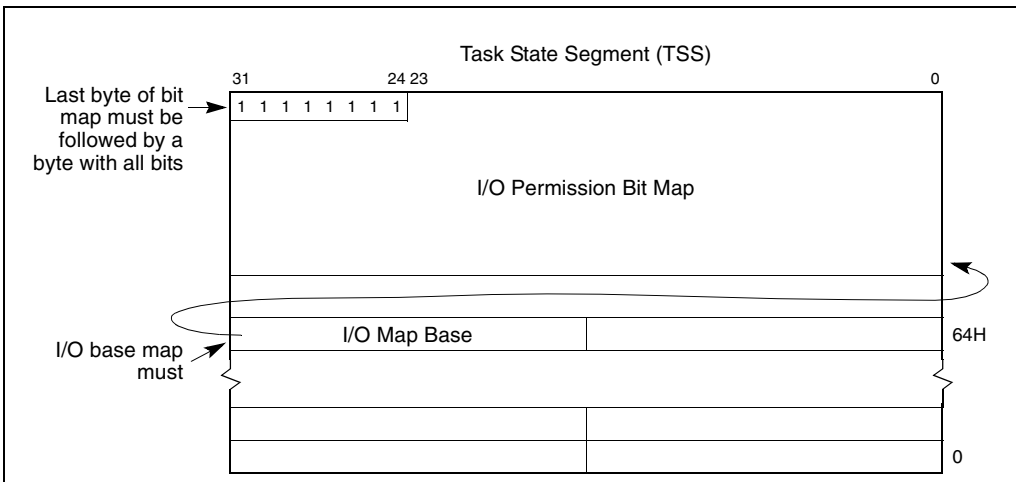 Task State Segment (TSS)
31 24 23 0
Last byte of bit
map must be
followed by a
byte with all bits
1 1 1 1 1 1 1 1
I/O Permission Bit Map
I/O Map Base
64H
I/O base map
must
0